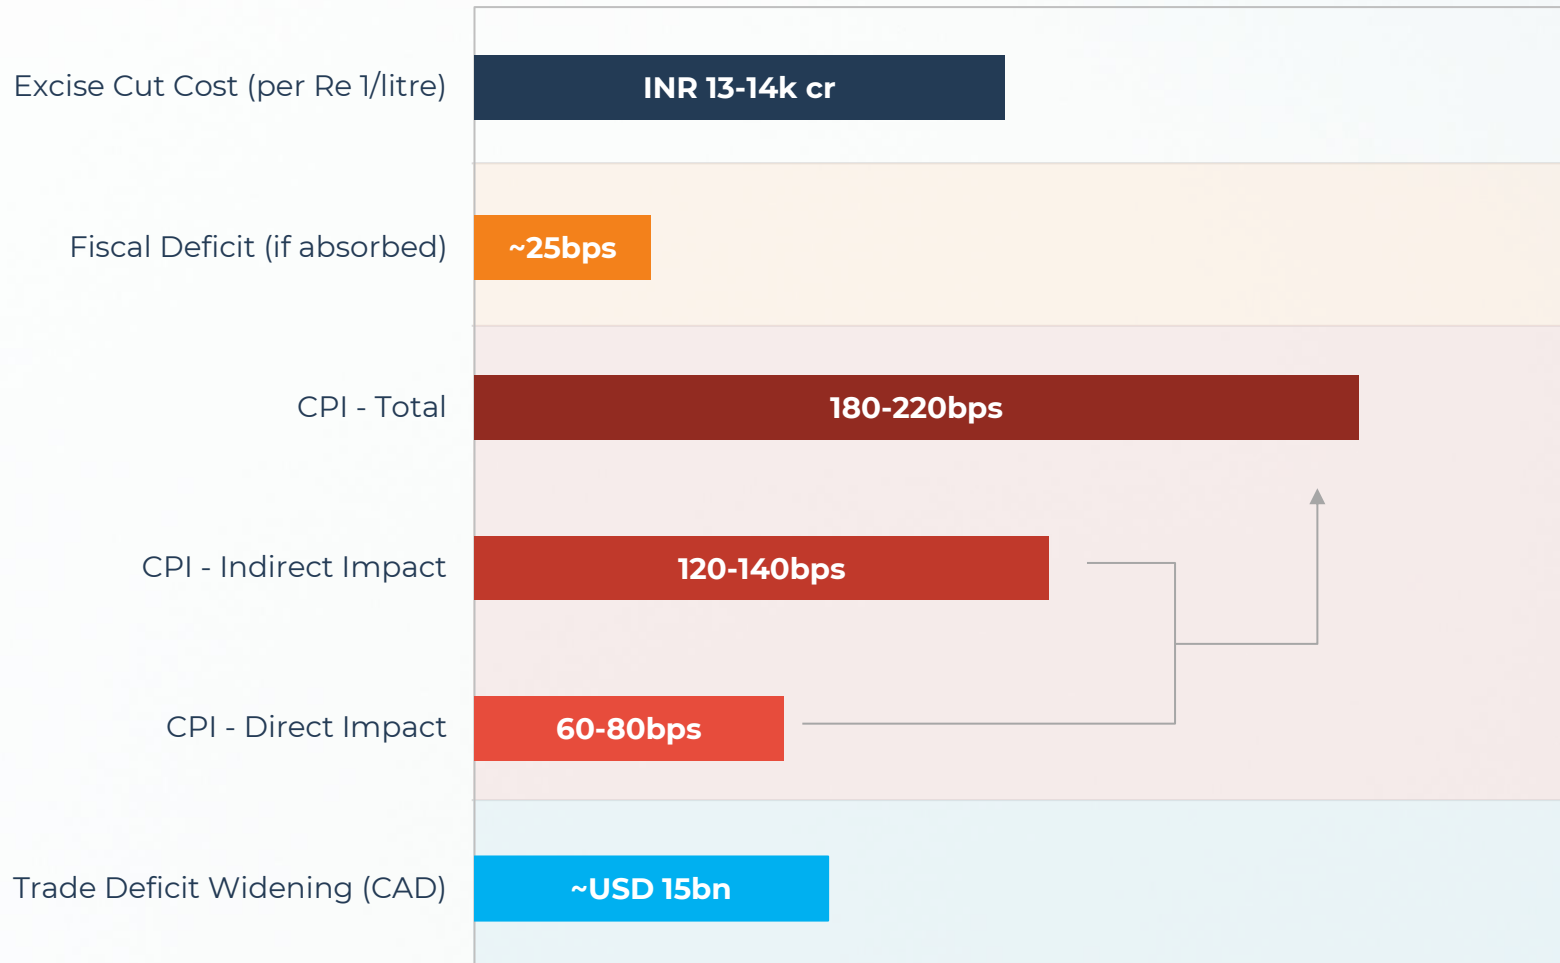 Excise Cut Cost (per Re 1/litre)
INR 13-14k cr
Fiscal Deficit (if absorbed)
~25bps
CPI - Total
180-220bps
CPI - Indirect Impact
120-140bps
CPI - Direct Impact
60-80bps
Trade Deficit Widening (CAD)
~USD 15bn